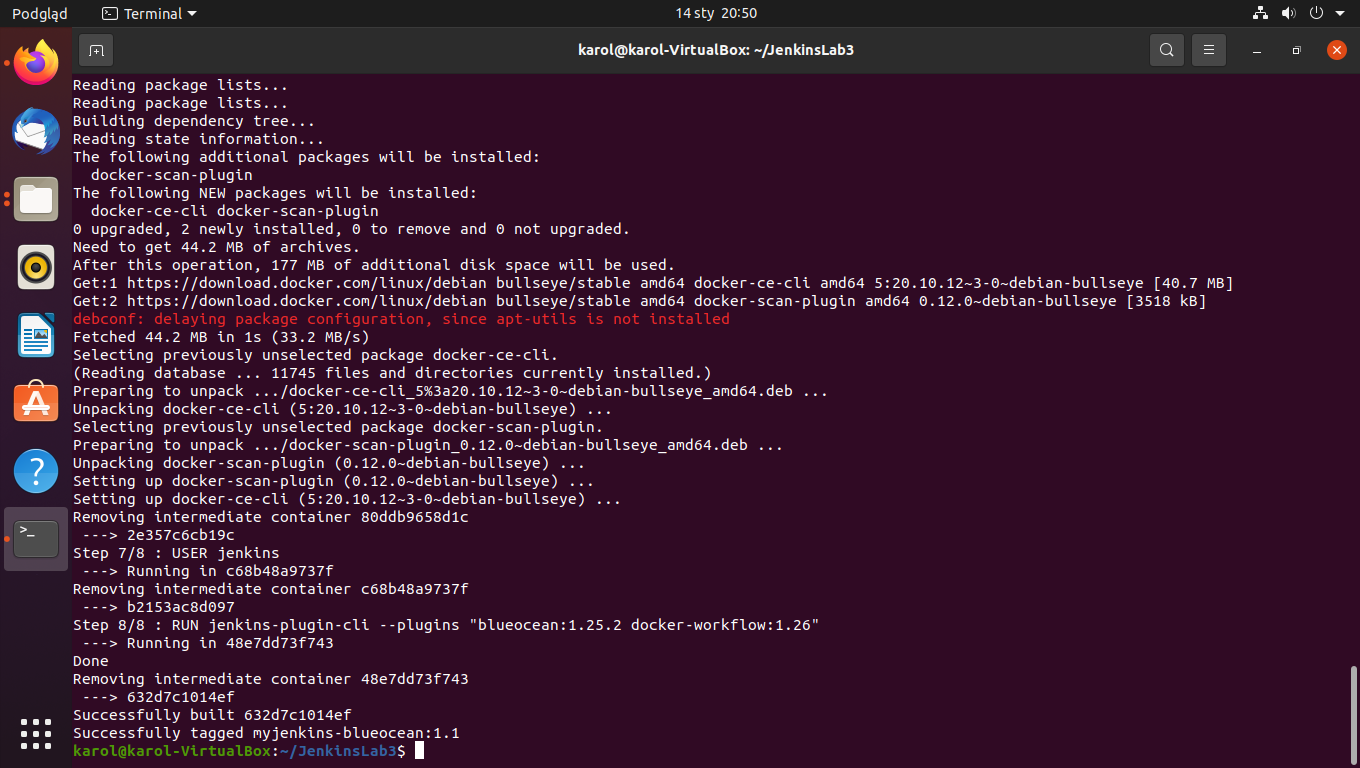 Podgląd
Terminal
14 sty 20:50
karol@karol-VirtualBox: ~/JenkinsLab3
Reading package lists...
Reading package lists...
Building dependency tree...
Reading state information...
The following additional packages will be installed:
  docker-scan-plugin
The following NEW packages will be installed:
  docker-ce-cli docker-scan-plugin
0 upgraded, 2 newly installed, 0 to remove and 0 not upgraded.
Need to get 44.2 MB of archives.
After this operation, 177 MB of additional disk space will be used.
Get:1 https://download.docker.com/linux/debian bullseye/stable amd64 docker-ce-cli amd64 5:20.10.12~3-0~debian-bullseye [40.7 MB]
Get:2 https://download.docker.com/linux/debian bullseye/stable amd64 docker-scan-plugin amd64 0.12.0~debian-bullseye [3518 kB]
debconf: delaying package configuration, since apt-utils is not installed
Fetched 44.2 MB in 1s (33.2 MB/s)
Selecting previously unselected package docker-ce-cli.
(Reading database ... 11745 files and directories currently installed.)
Preparing to unpack .../docker-ce-cli_5%3a20.10.12~3-0~debian-bullseye_amd64.deb ...
Unpacking docker-ce-cli (5:20.10.12~3-0~debian-bullseye) ...
Selecting previously unselected package docker-scan-plugin.
Preparing to unpack .../docker-scan-plugin_0.12.0~debian-bullseye_amd64.deb ...
Unpacking docker-scan-plugin (0.12.0~debian-bullseye) ...
Setting up docker-scan-plugin (0.12.0~debian-bullseye) ...
Setting up docker-ce-cli (5:20.10.12~3-0~debian-bullseye) ...
Removing intermediate container 80ddb9658d1c
 ---> 2e357c6cb19c
Step 7/8 : USER jenkins
 ---> Running in c68b48a9737f
Removing intermediate container c68b48a9737f
 ---> b2153ac8d097
Step 8/8 : RUN jenkins-plugin-cli --plugins "blueocean:1.25.2 docker-workflow:1.26"
 ---> Running in 48e7dd73f743
Done
Removing intermediate container 48e7dd73f743
 ---> 632d7c1014ef
Successfully built 632d7c1014ef
Successfully tagged myjenkins-blueocean:1.1
karol@karol-VirtualBox:~/JenkinsLab3$